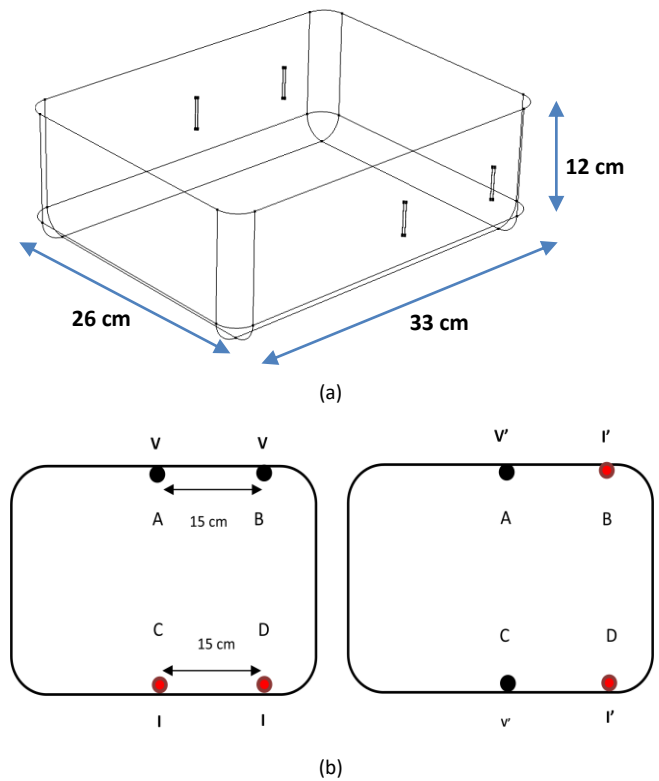 12 cm
26 cm
33 cm
(a)
V V V' I'
A 15 cm B A B
C 15 cm D C D
I I v' I'
(b)